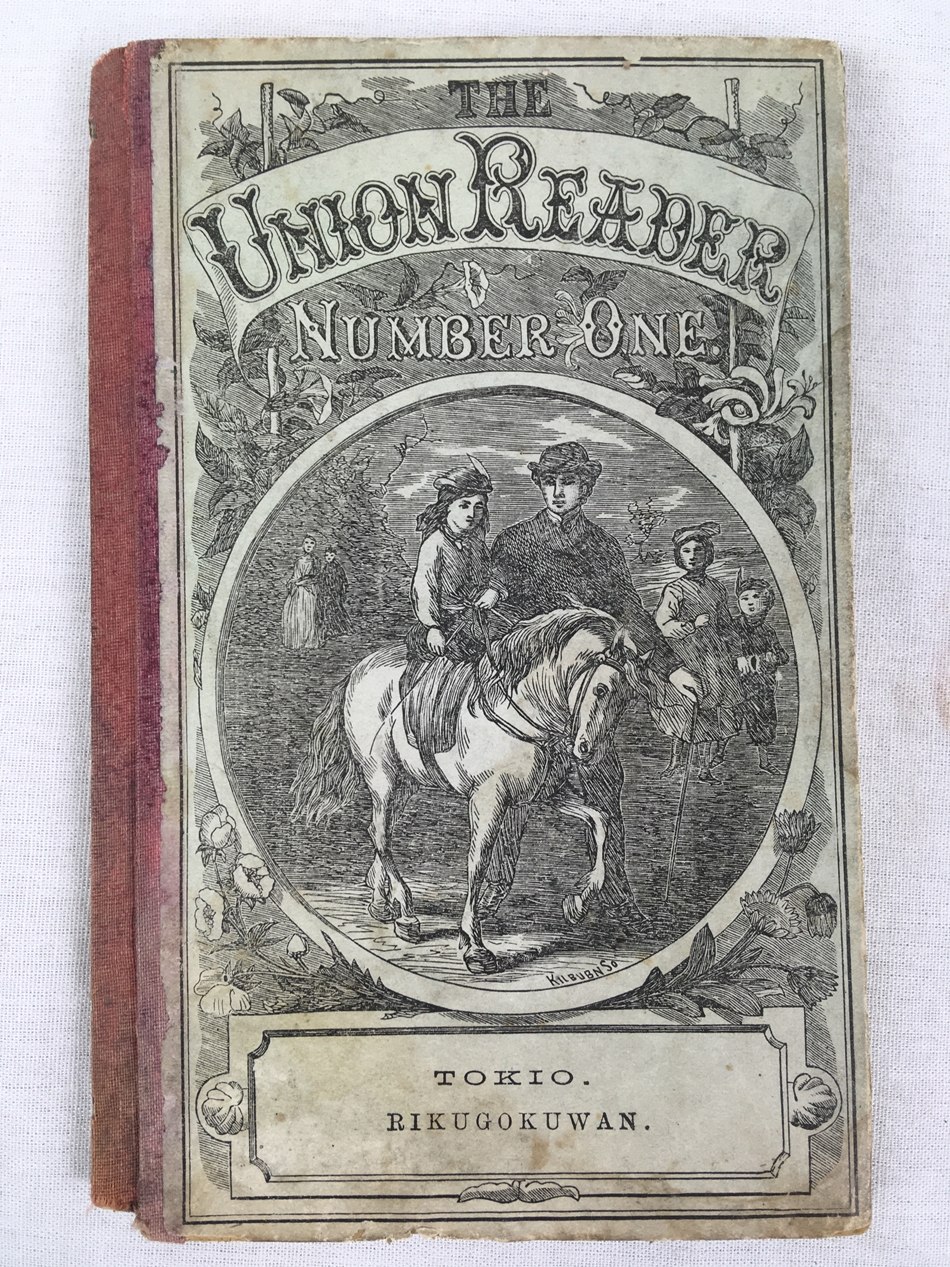 THE
UNION READER
NUMBER ONE.
KILBURN SC
TOKIO.
RIKUGOKUWAN.